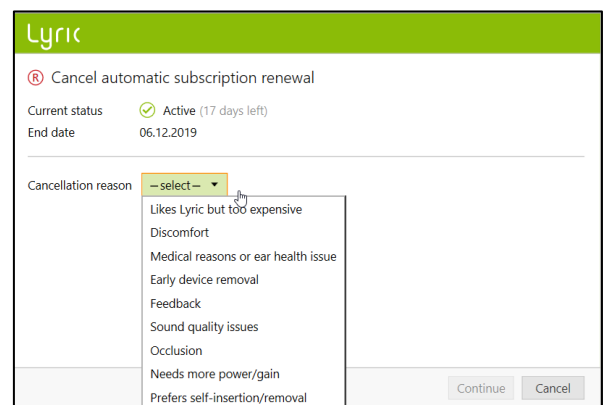 Lyric
R Cancel automatic subscription renewal
Current status Active (17 days left)
End date 06.12.2019
Cancellation reason – select –
Likes Lyric but too expensive
Discomfort
Medical reasons or ear health issue
Early device removal
Feedback
Sound quality issues
Occlusion
Needs more power/gain
Prefers self-insertion/removal
Continue Cancel